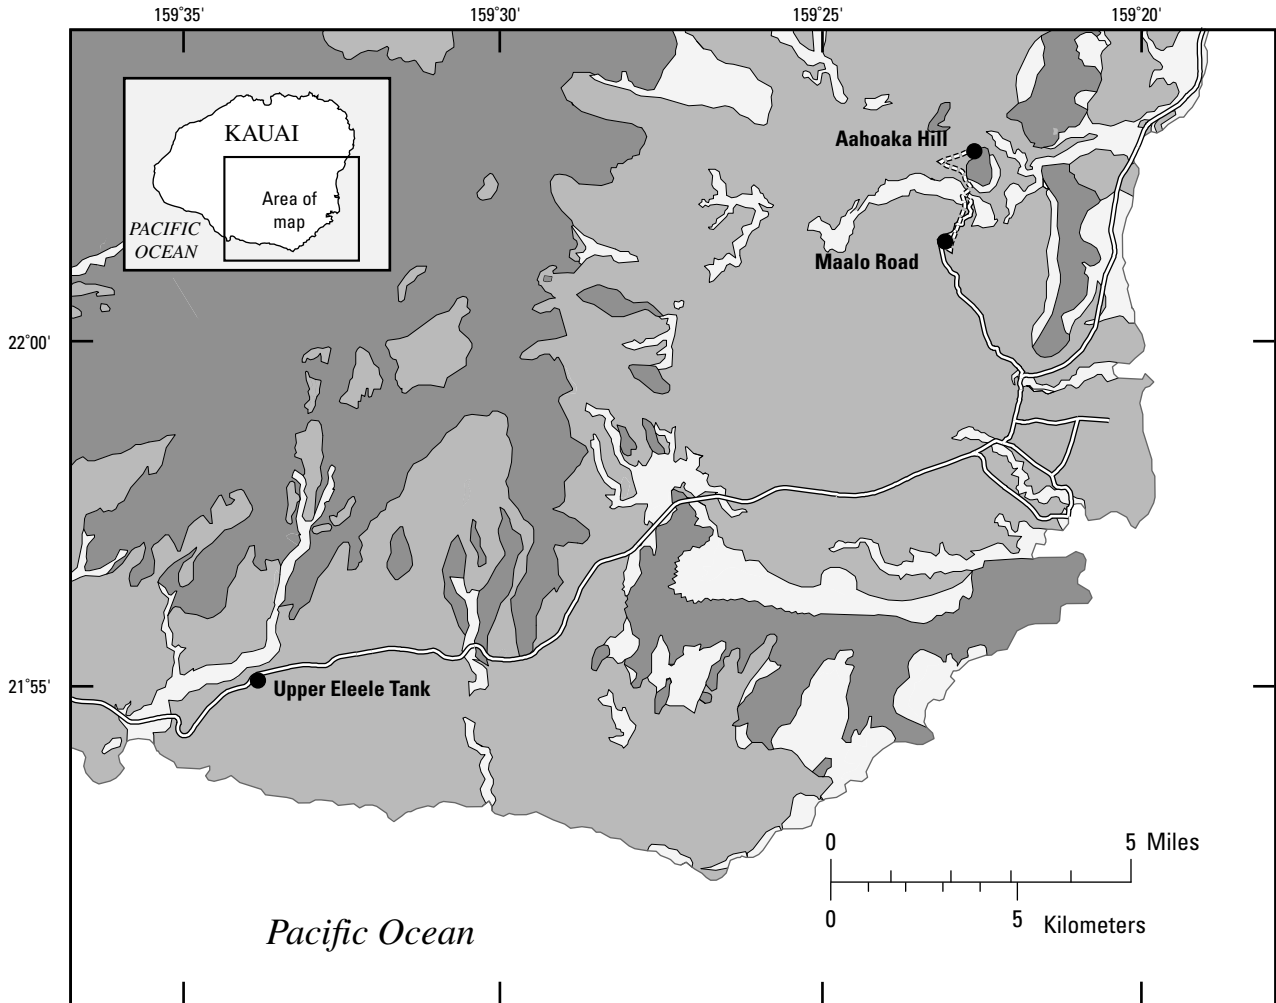 159°35'
159°30'
159°25'
159°20'
KAUAI
Area of
map
PACIFIC
OCEAN
Aahoaka Hill
Maalo Road
22°00'
21°55'
Upper Eleele Tank
0
5 Miles
0
5
Kilometers
Pacific Ocean